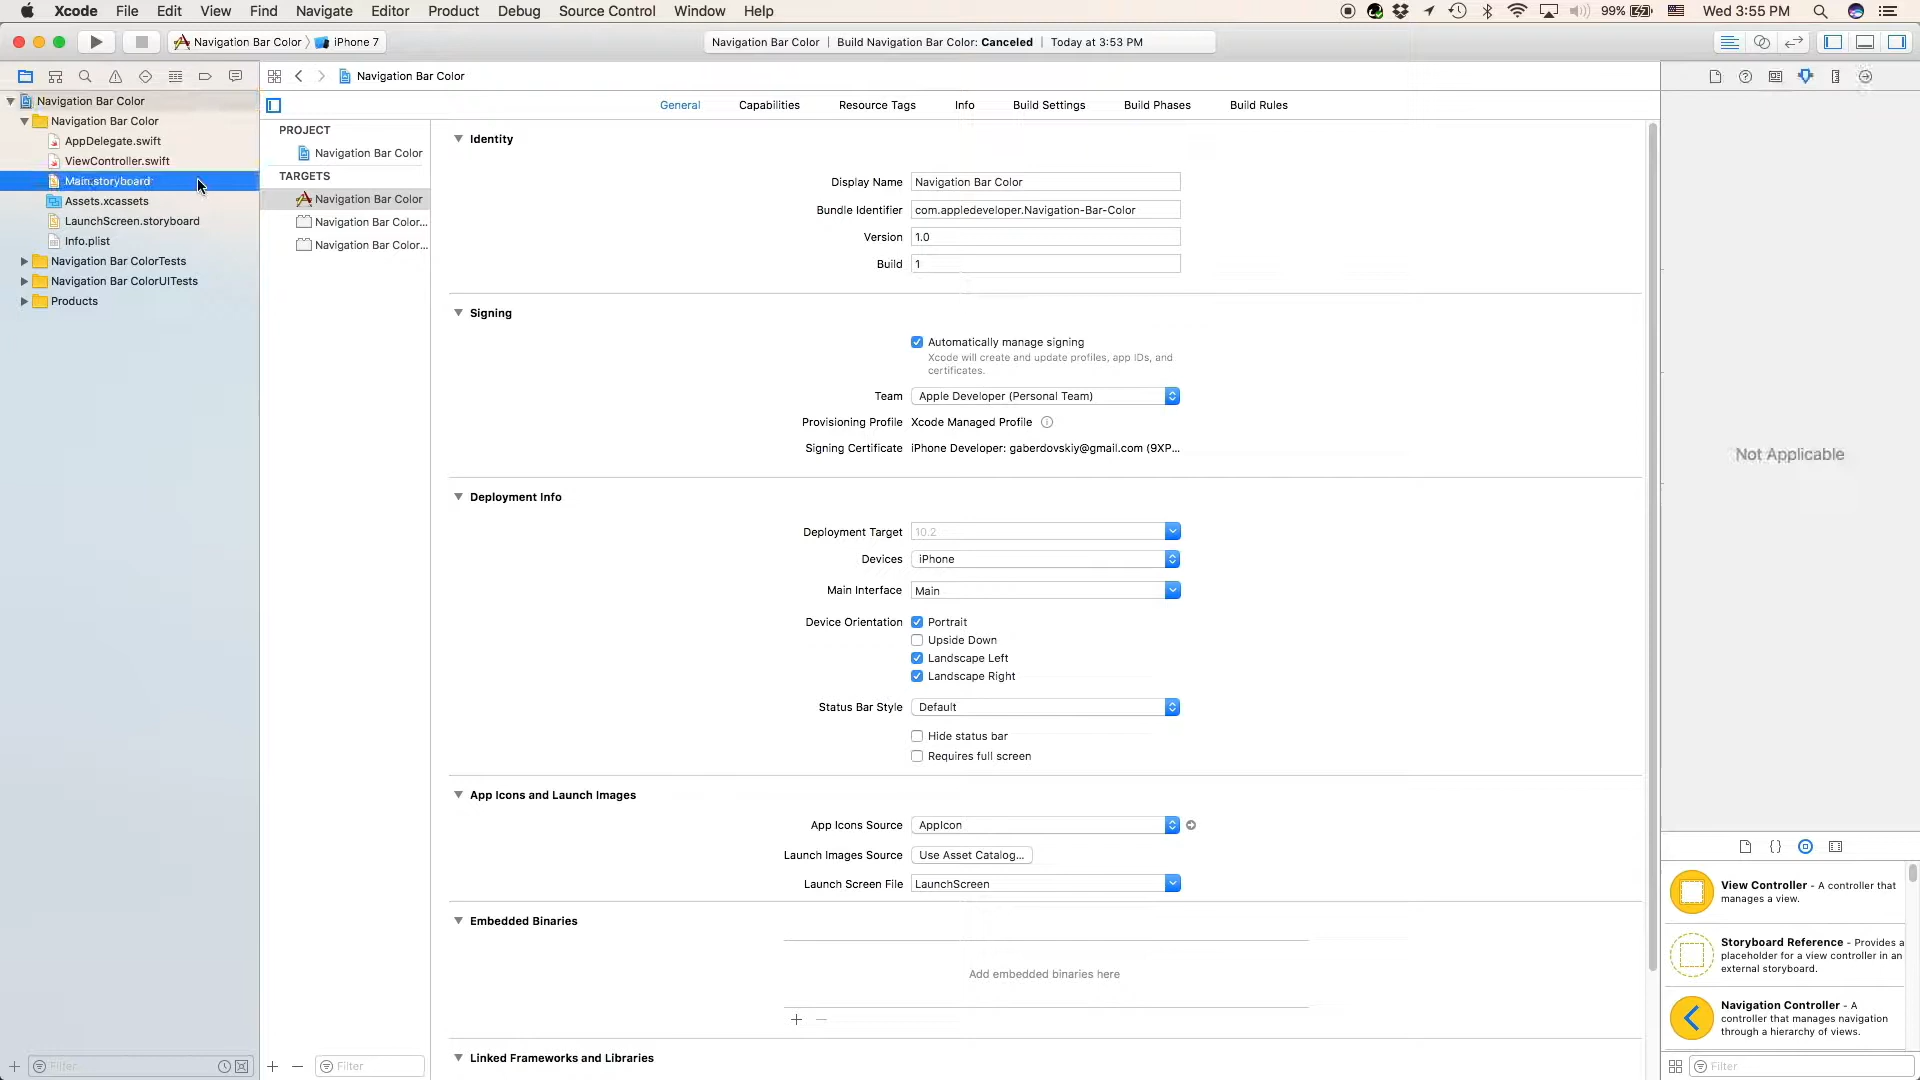 Xcode File Edit View Find Navigate Editor Product Debug Source Control Window Help 99% Wed 3:55 PM
Navigation Bar Color iPhone 7 Navigation Bar Color | Build Navigation Bar Color: Canceled | Today at 3:53 PM
Navigation Bar Color
Navigation Bar Color
Navigation Bar Color
AppDelegate.swift
ViewController.swift
Main.storyboard
Assets.xcassets
LaunchScreen.storyboard
Info.plist
Navigation Bar ColorTests
Navigation Bar ColorUITests
Products
Filter
General Capabilities Resource Tags Info Build Settings Build Phases Build Rules
PROJECT
Navigation Bar Color
TARGETS
Navigation Bar Color
Navigation Bar Color...
Navigation Bar Color...
Filter
Identity
Display Name Navigation Bar Color
Bundle Identifier com.appledeveloper.Navigation-Bar-Color
Version 1.0
Build 1
Signing
Automatically manage signing
Xcode will create and update profiles, app IDs, and
certificates.
Team Apple Developer (Personal Team)
Provisioning Profile Xcode Managed Profile
Signing Certificate iPhone Developer: gaberdovskiy@gmail.com (9XP...
Deployment Info
Deployment Target 10.2
Devices iPhone
Main Interface Main
Device Orientation Portrait
Upside Down
Landscape Left
Landscape Right
Status Bar Style Default
Hide status bar
Requires full screen
App Icons and Launch Images
App Icons Source AppIcon
Launch Images Source Use Asset Catalog...
Launch Screen File LaunchScreen
Embedded Binaries
Add embedded binaries here
Linked Frameworks and Libraries
Not Applicable
View Controller - A controller that
manages a view.
Storyboard Reference - Provides a
placeholder for a view controller in an
external storyboard.
Navigation Controller - A
controller that manages navigation
through a hierarchy of views.
Filter